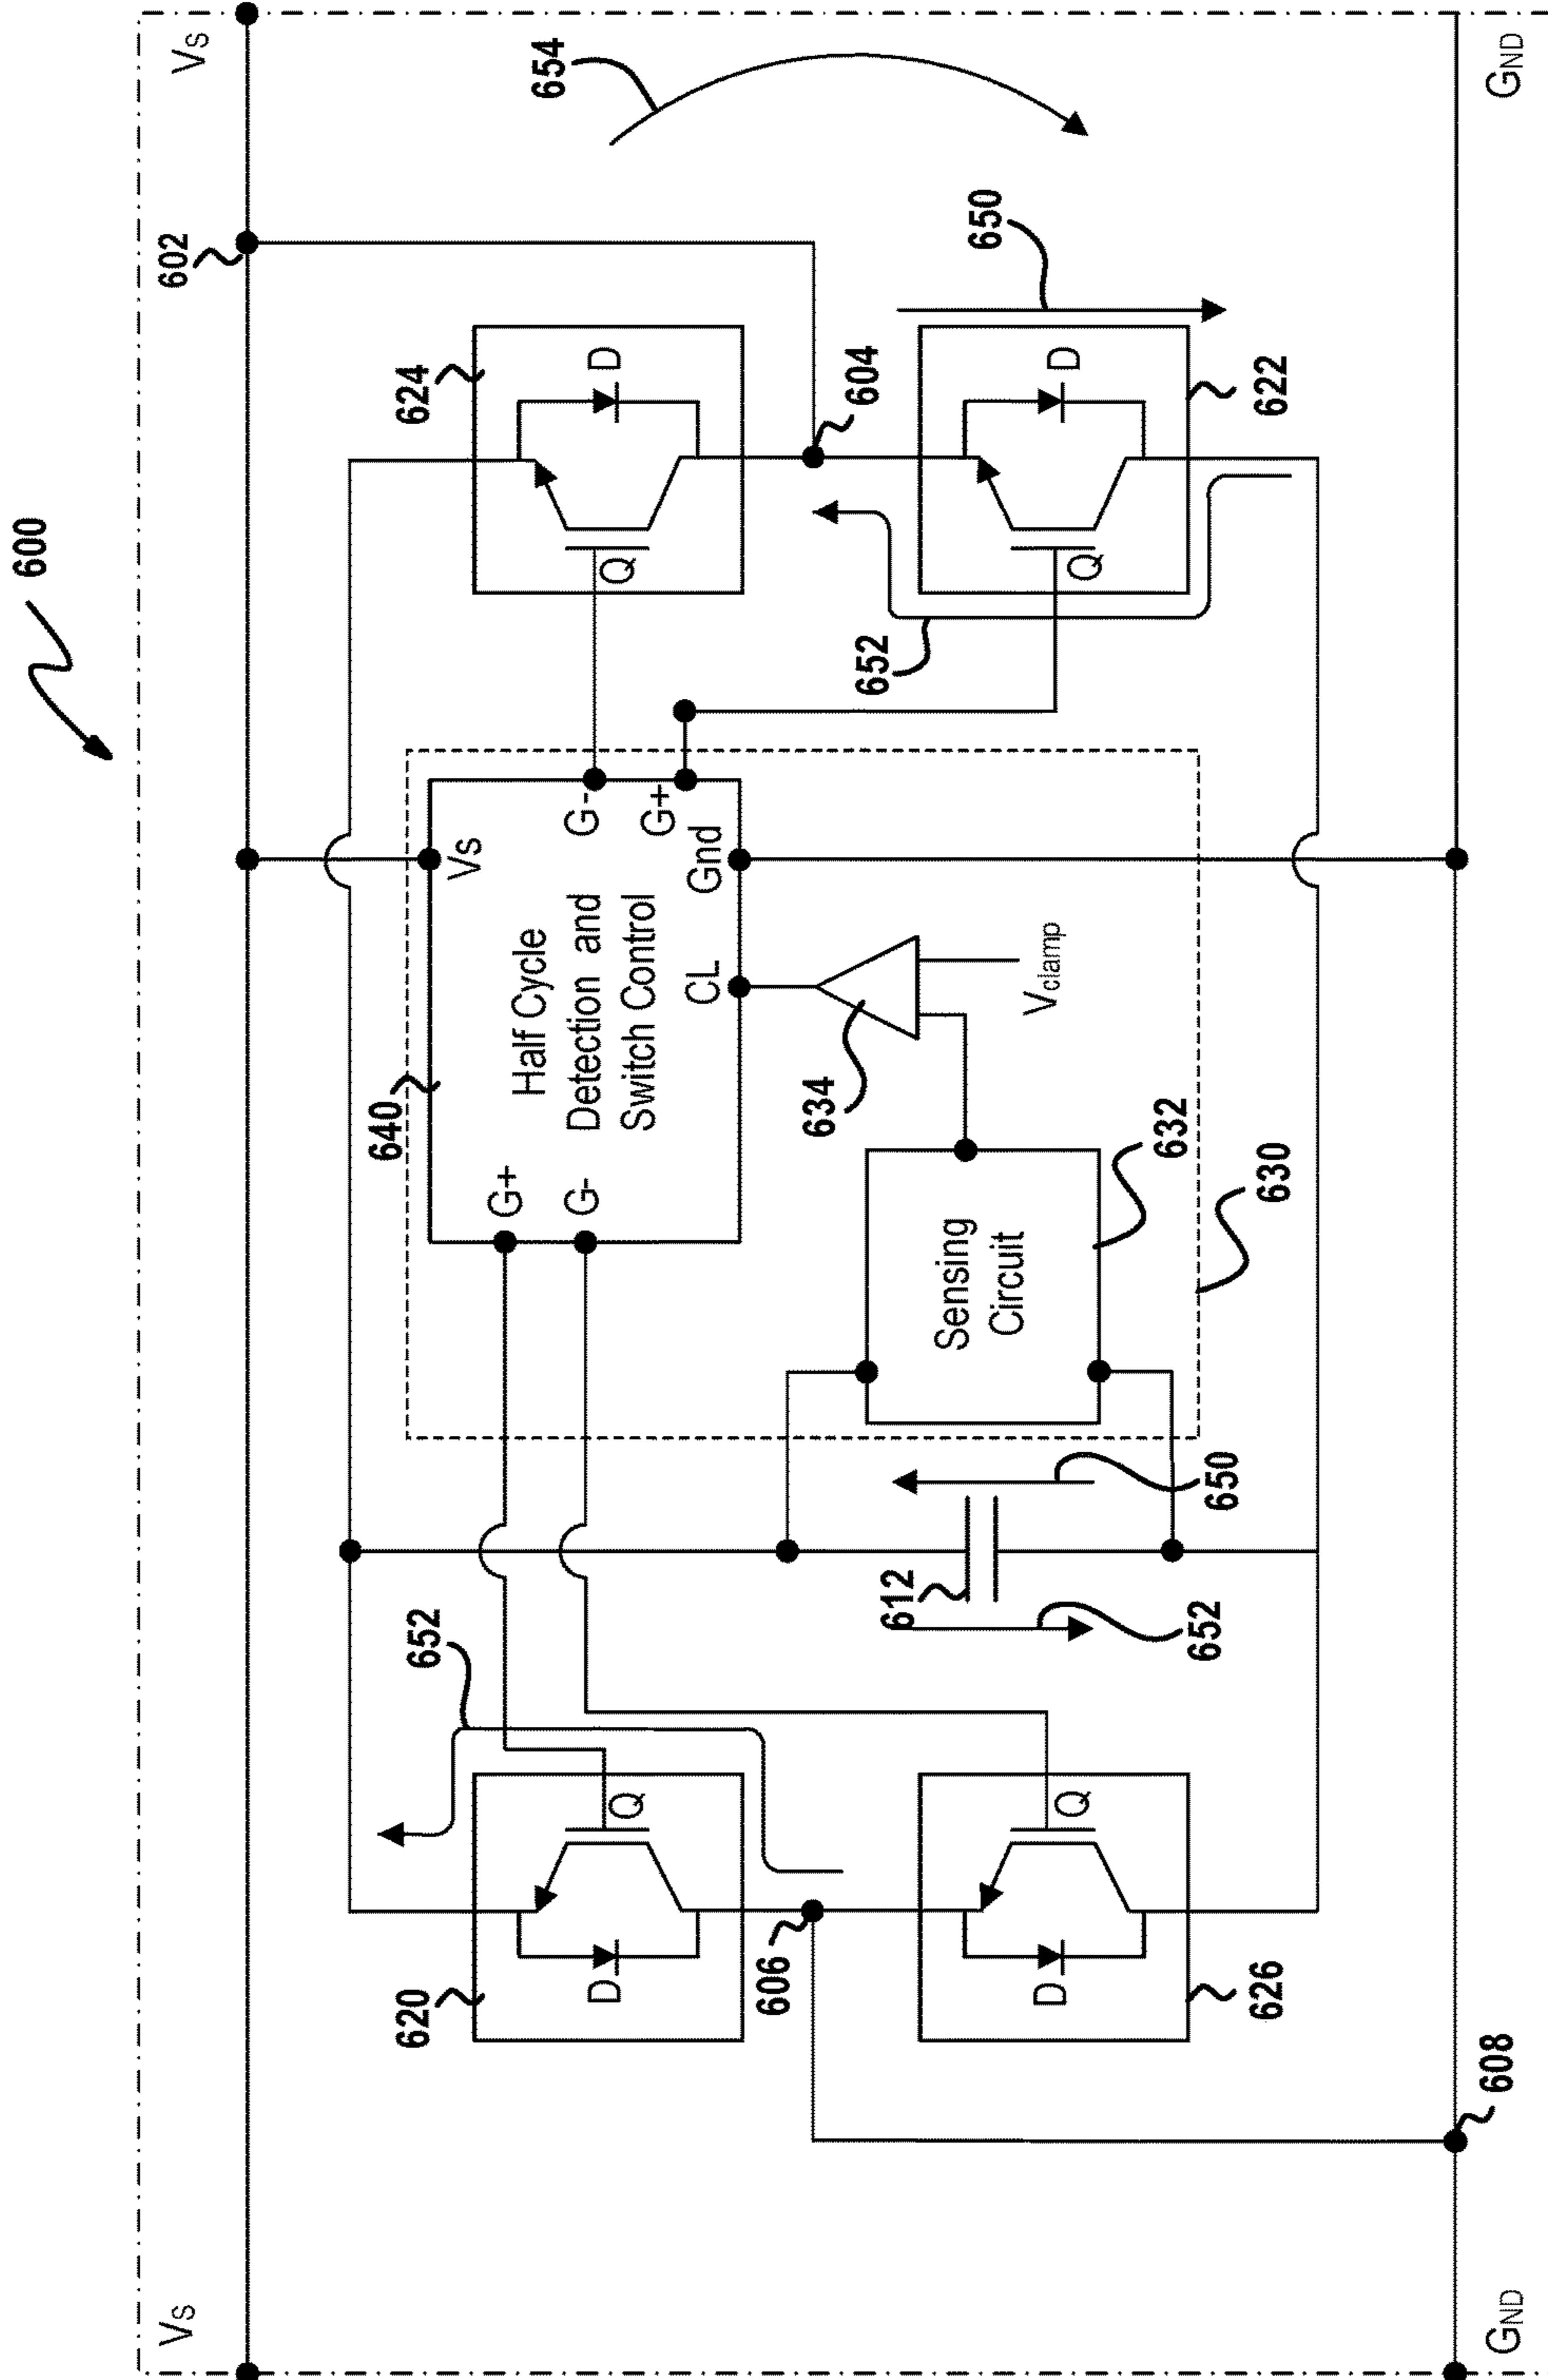 600
VS
VS
602
654
624
D
Q
604
650
622
D
Q
652
640
Vs
G-
G+
Gnd
CL
G+
G-
Half Cycle
Detection and
Switch Control
634
Vclamp
Sensing
Circuit
632
630
612
650
652
652
620
D
Q
606
626
D
Q
608
GND
GND